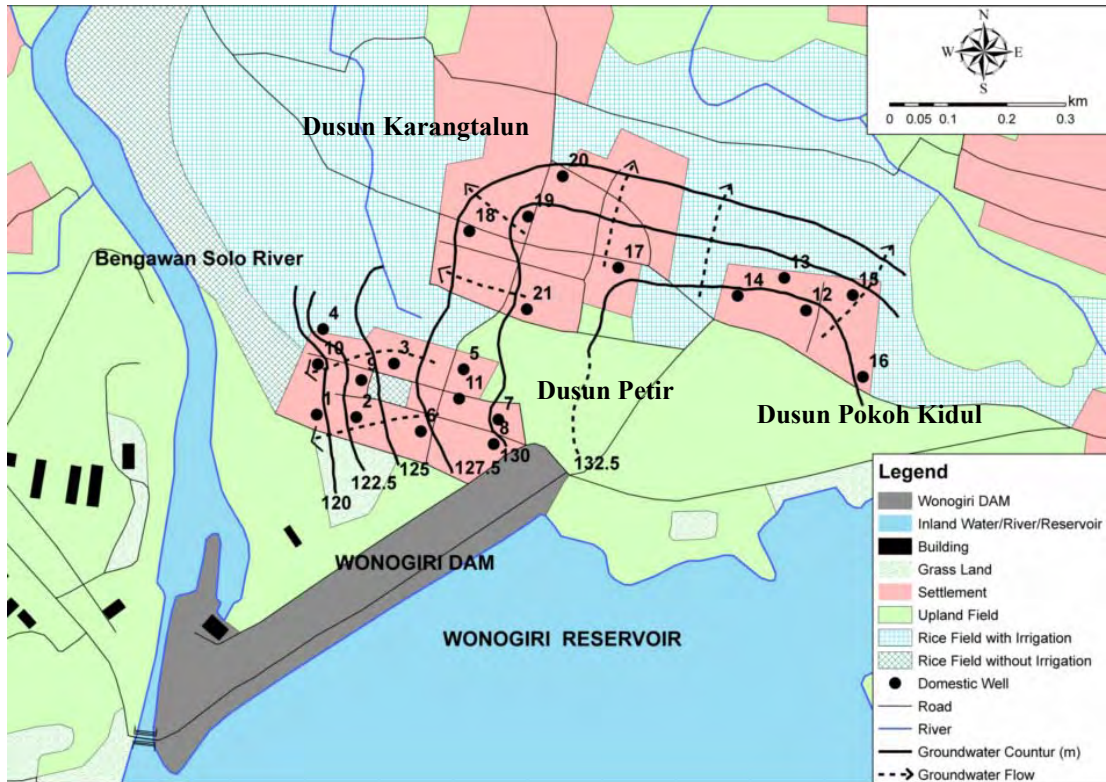 N
W E
S
km
0 0.05 0.1 0.2 0.3
Dusun Karangtalun
20
19
18
17
21
13
14
12
15
16
Bengawan Solo River
4
10
3
5
9
11
1
2
6
7
8
Dusun Petir
Dusun Pokoh Kidul
130
132.5
127.5
125
122.5
120
WONOGIRI DAM
WONOGIRI RESERVOIR
Legend
Wonogiri DAM
Inland Water/River/Reservoir
Building
Grass Land
Settlement
Upland Field
Rice Field with Irrigation
Rice Field without Irrigation
Domestic Well
Road
River
Groundwater Countur (m)
Groundwater Flow